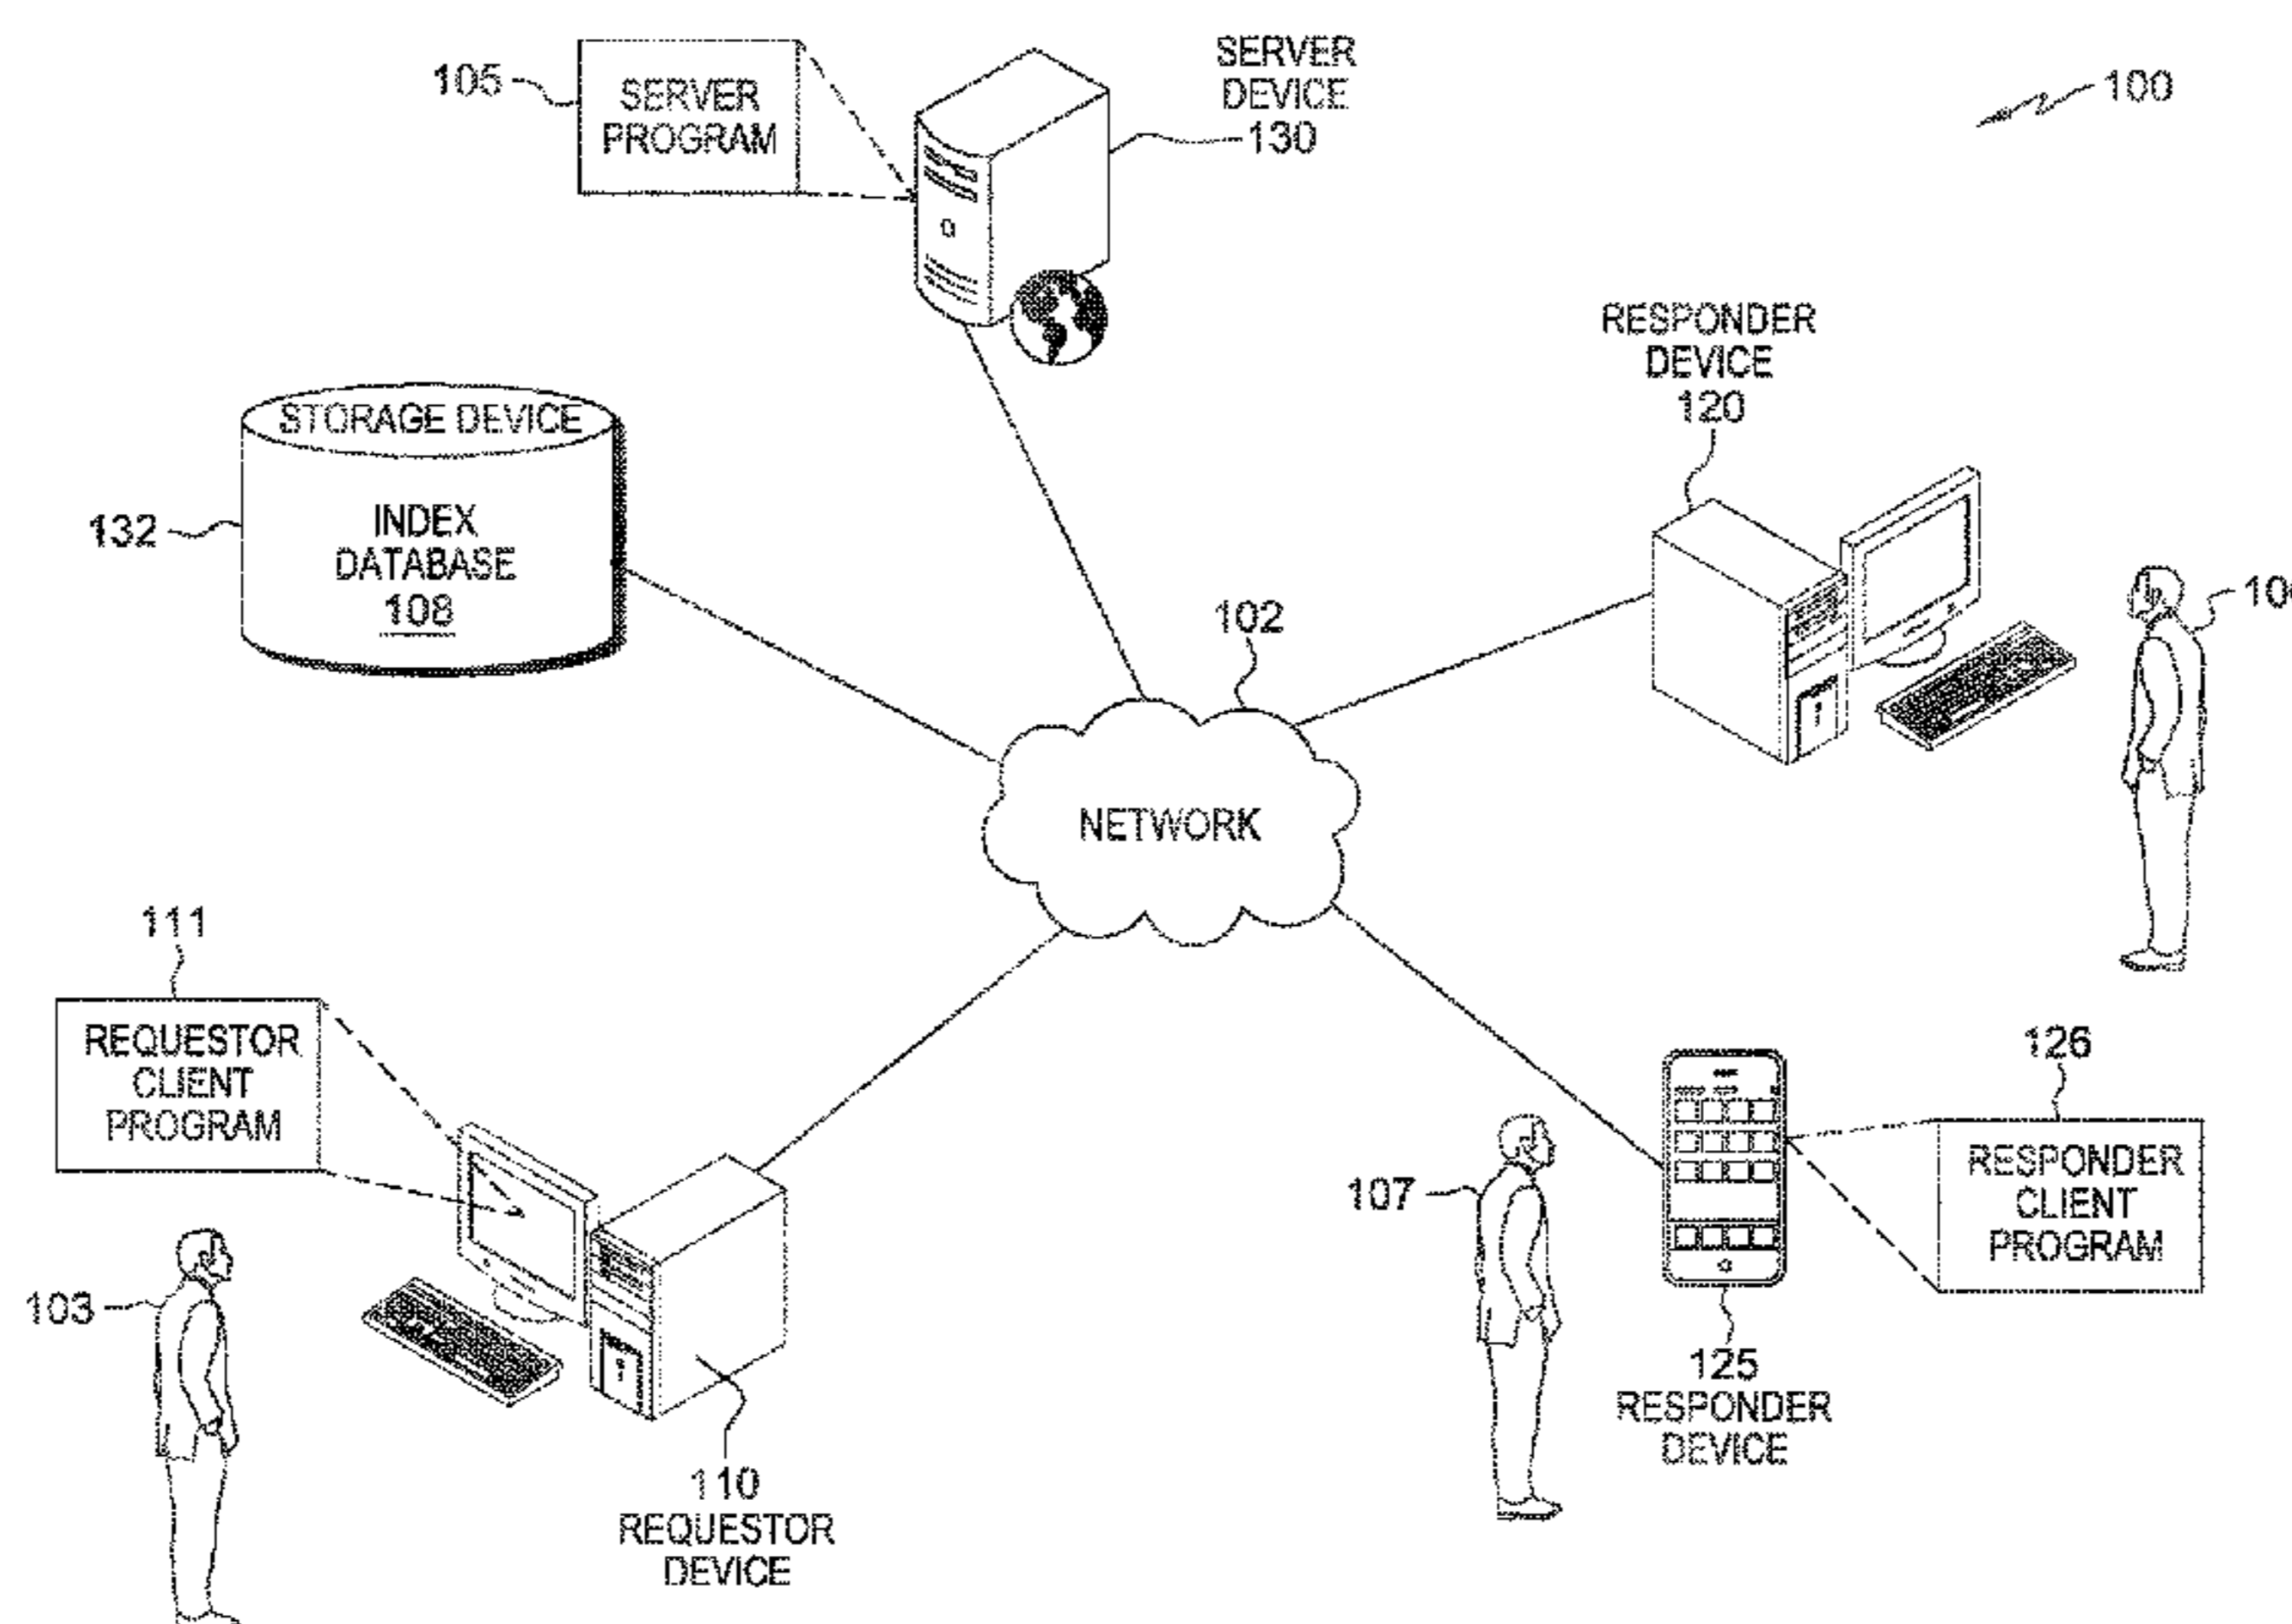 105
SERVER
PROGRAM
SERVER
DEVICE
130
100
STORAGE DEVICE
132
INDEX
DATABASE
108
RESPONDER
DEVICE
120
102
NETWORK
111
REQUESTOR
CLIENT
PROGRAM
103
110
REQUESTOR
DEVICE
107
126
RESPONDER
CLIENT
PROGRAM
125
RESPONDER
DEVICE